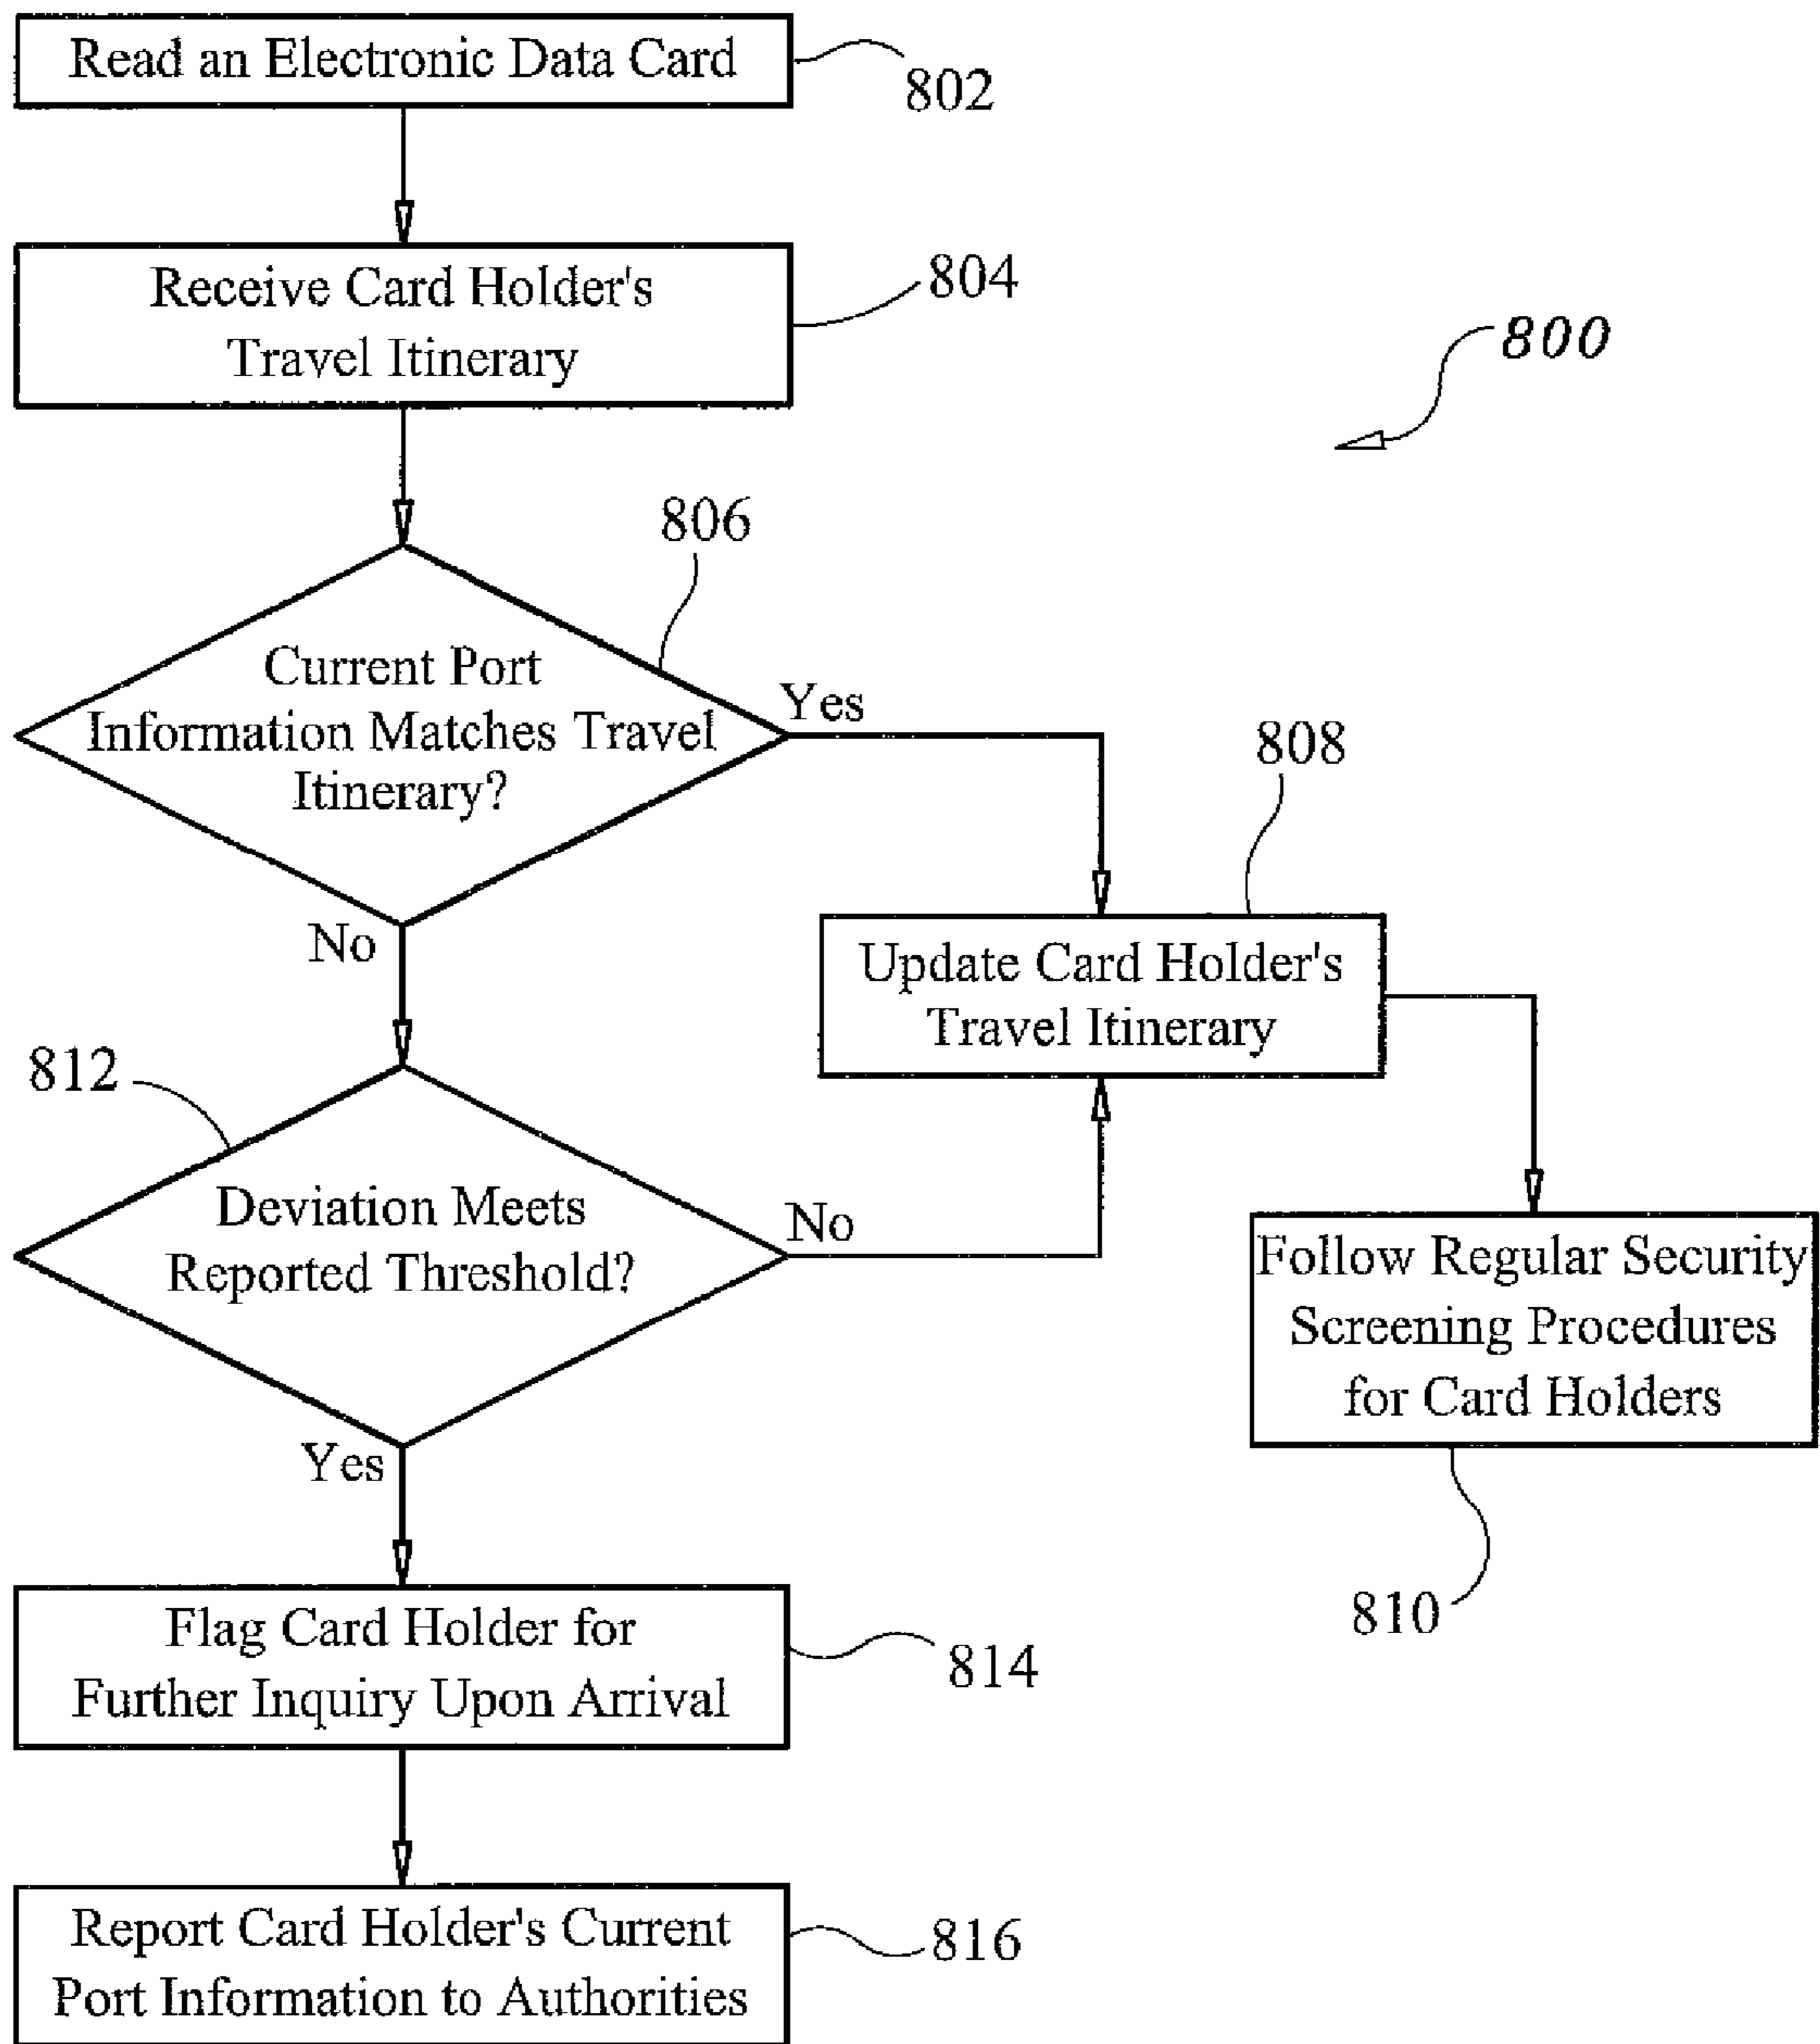 Read an Electronic Data Card
802
Receive Card Holder's
Travel Itinerary
804
800
806
Current Port
Information Matches Travel
Itinerary?
Yes
No
808
Update Card Holder's
Travel Itinerary
812
Deviation Meets
Reported Threshold?
No
Yes
Follow Regular Security
Screening Procedures
for Card Holders
810
Flag Card Holder for
Further Inquiry Upon Arrival
814
Report Card Holder's Current
Port Information to Authorities
816